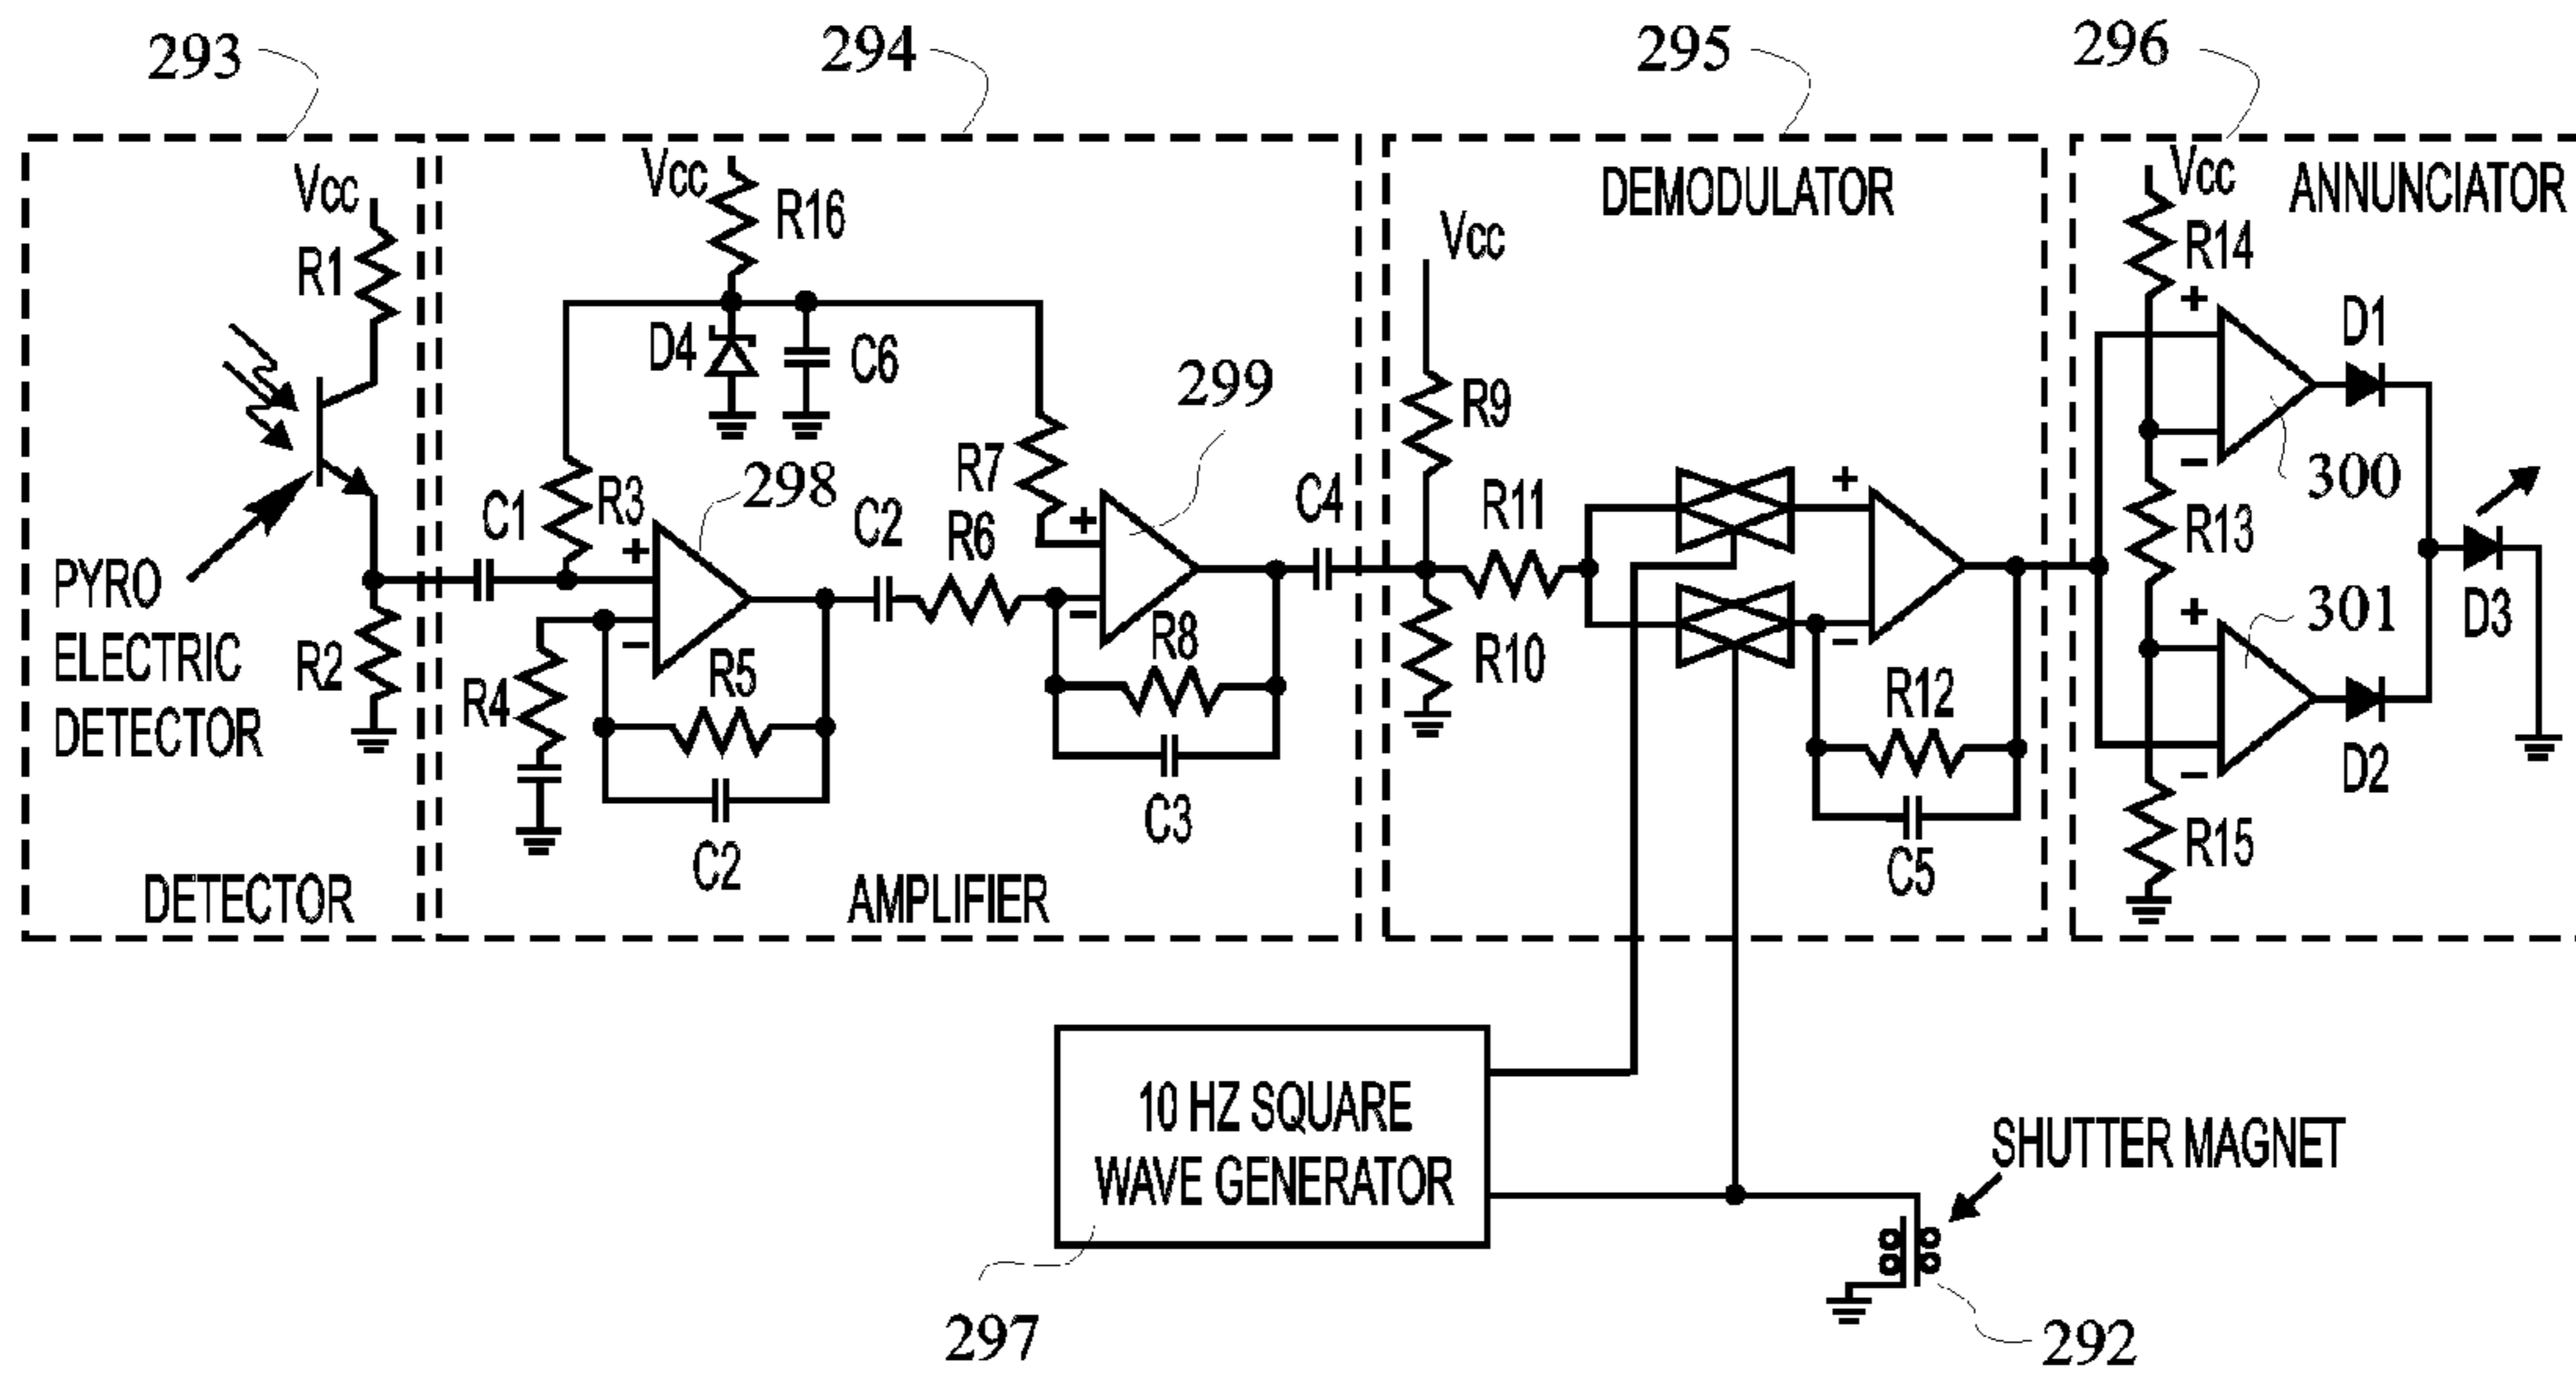 293
294
295
296
Vcc
R1
PYRO
ELECTRIC
DETECTOR
R2
DETECTOR
Vcc
R16
D4
C6
C1
R3
+
298
−
R4
R5
C2
C2
R6
R7
+
299
−
R8
C3
C4
AMPLIFIER
DEMODULATOR
Vcc
R9
R11
R10
+
−
R12
C5
ANNUNCIATOR
Vcc
R14
+
−
D1
300
R13
+
301
−
D2
D3
R15
10 HZ SQUARE
WAVE GENERATOR
297
SHUTTER MAGNET
292